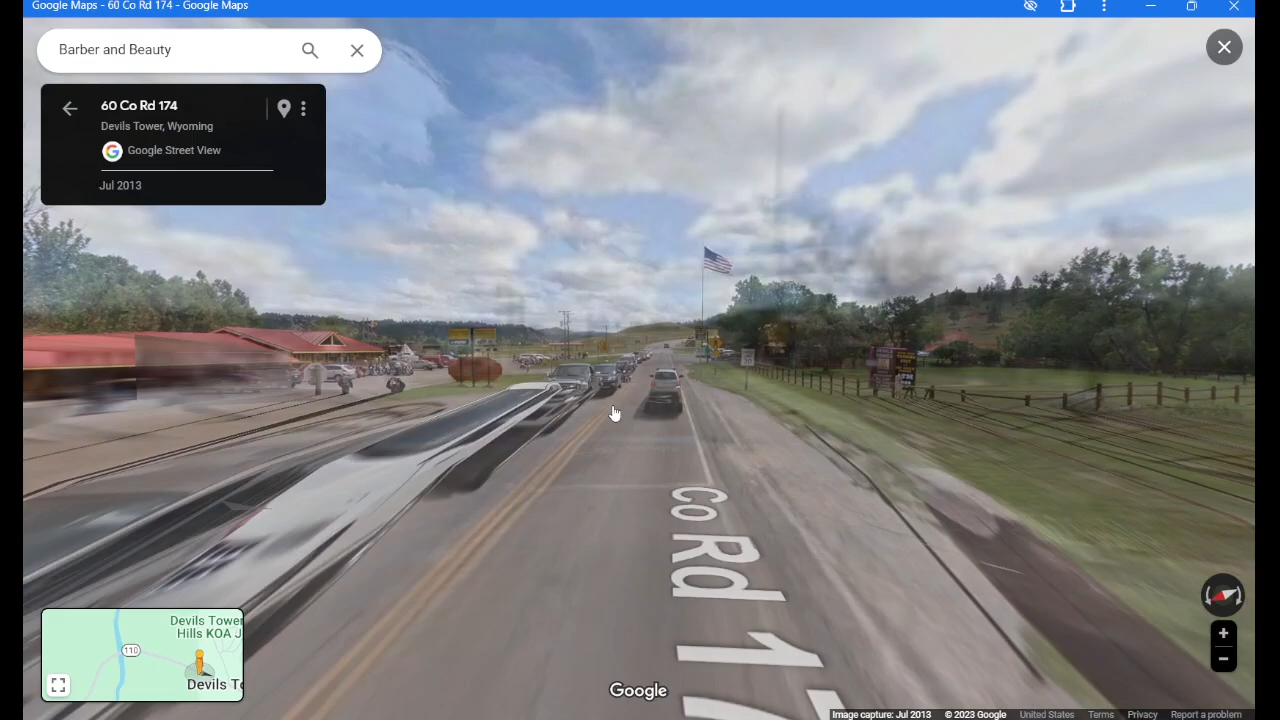 Google Maps - 60 Co Rd 174 - Google Maps
Barber and Beauty
60 Co Rd 174
Devils Tower, Wyoming
Google Street View
Jul 2013
Co Rd 17
Devils Tower
Hills KOA J
110
Devils To
Google
Image capture: Jul 2013 © 2023 Google United States Terms Privacy Report a problem